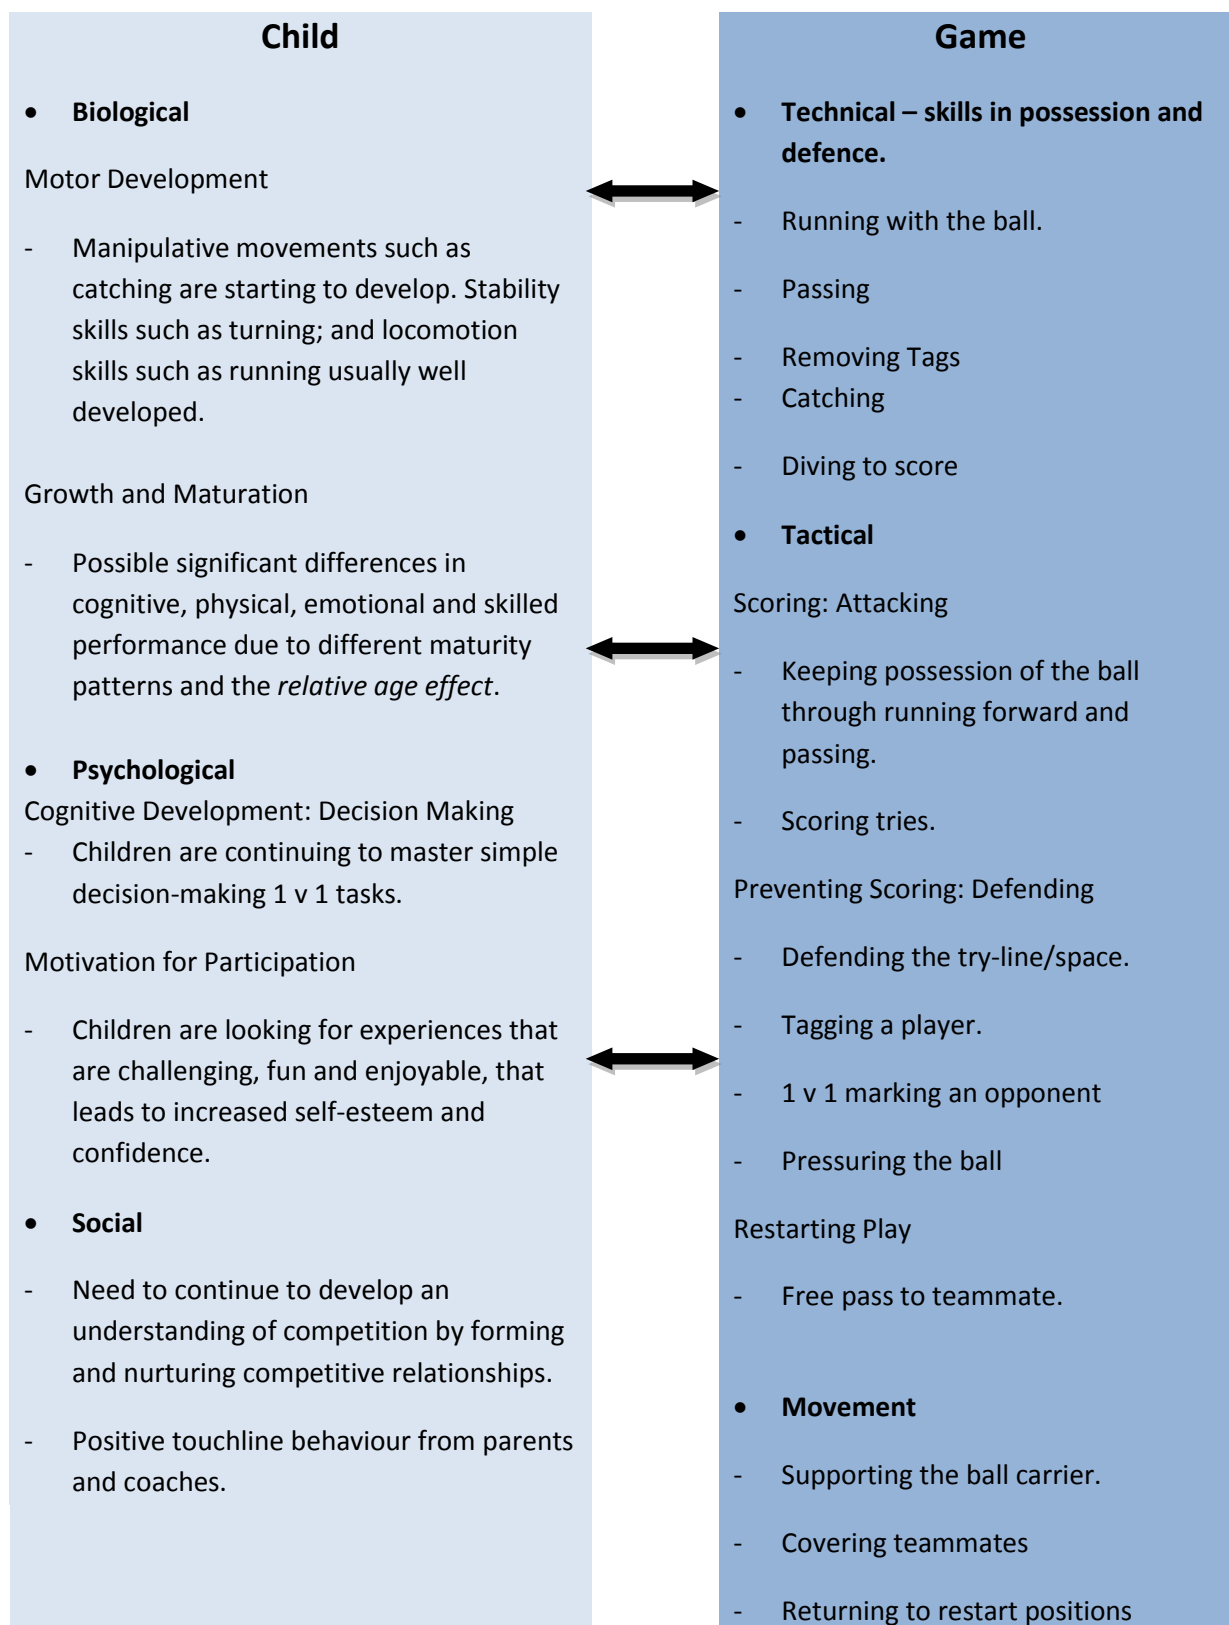 Child
• Biological
Motor Development
- Manipulative movements such as
catching are starting to develop. Stability
skills such as turning; and locomotion
skills such as running usually well
developed.
Growth and Maturation
- Possible significant differences in
cognitive, physical, emotional and skilled
performance due to different maturity
patterns and the relative age effect.
• Psychological
Cognitive Development: Decision Making
- Children are continuing to master simple
decision-making 1 v 1 tasks.
Motivation for Participation
- Children are looking for experiences that
are challenging, fun and enjoyable, that
leads to increased self-esteem and
confidence.
• Social
- Need to continue to develop an
understanding of competition by forming
and nurturing competitive relationships.
- Positive touchline behaviour from parents
and coaches.
Game
• Technical – skills in possession and
defence.
- Running with the ball.
- Passing
- Removing Tags
- Catching
- Diving to score
• Tactical
Scoring: Attacking
- Keeping possession of the ball
through running forward and
passing.
- Scoring tries.
Preventing Scoring: Defending
- Defending the try-line/space.
- Tagging a player.
- 1 v 1 marking an opponent
- Pressuring the ball
Restarting Play
- Free pass to teammate.
• Movement
- Supporting the ball carrier.
- Covering teammates
- Returning to restart positions